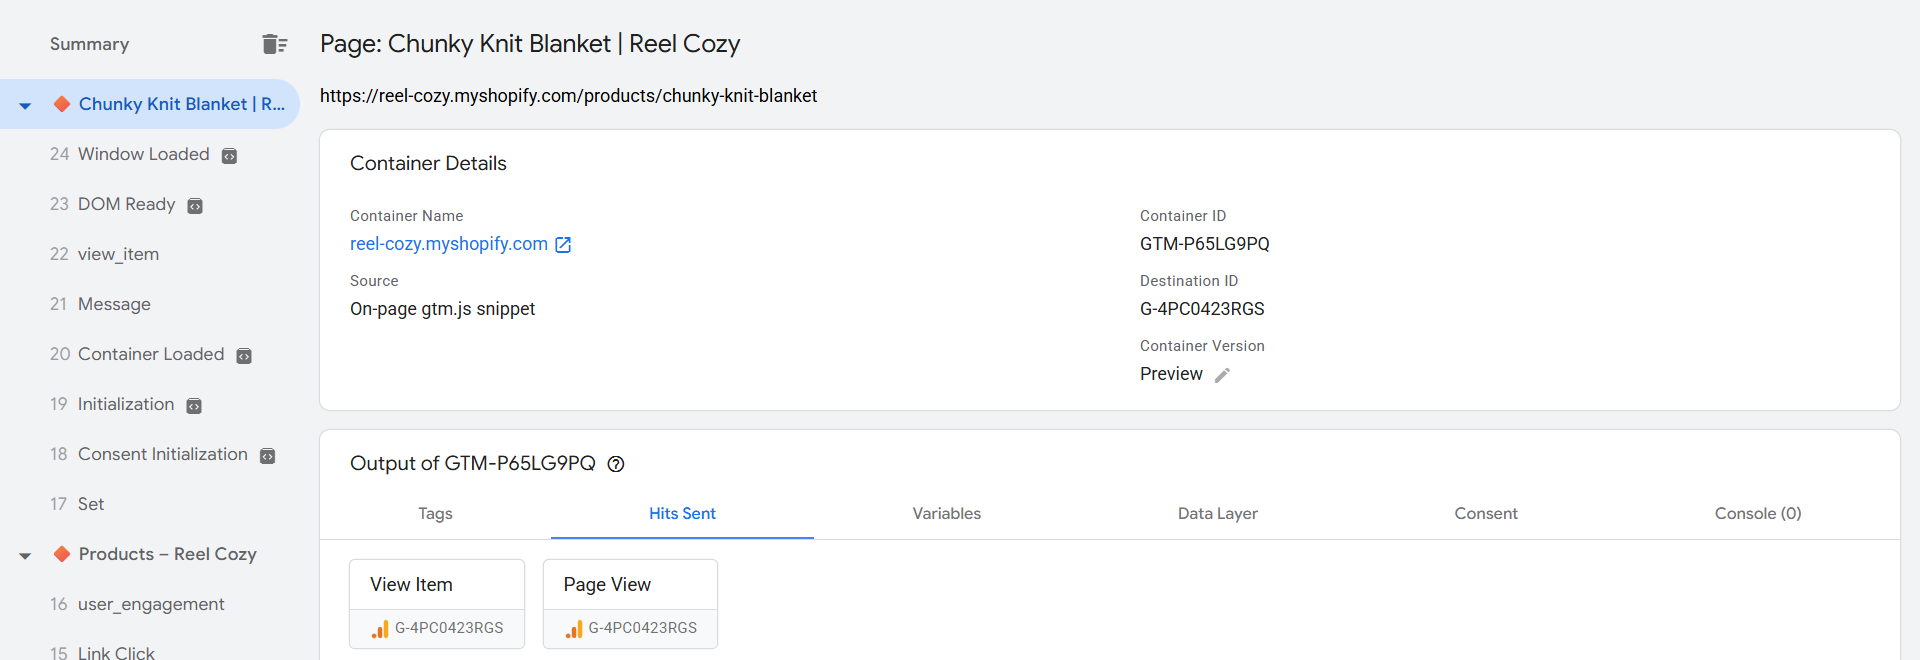 Summary
Chunky Knit Blanket | R...
24 Window Loaded
23 DOM Ready
22 view_item
21 Message
20 Container Loaded
19 Initialization
18 Consent Initialization
17 Set
Products – Reel Cozy
16 user_engagement
15 Link Click
Page: Chunky Knit Blanket | Reel Cozy
https://reel-cozy.myshopify.com/products/chunky-knit-blanket
Container Details
Container Name
reel-cozy.myshopify.com
Source
On-page gtm.js snippet
Container ID
GTM-P65LG9PQ
Destination ID
G-4PC0423RGS
Container Version
Preview
Output of GTM-P65LG9PQ
Tags Hits Sent Variables Data Layer Consent Console (0)
View Item
G-4PC0423RGS
Page View
G-4PC0423RGS